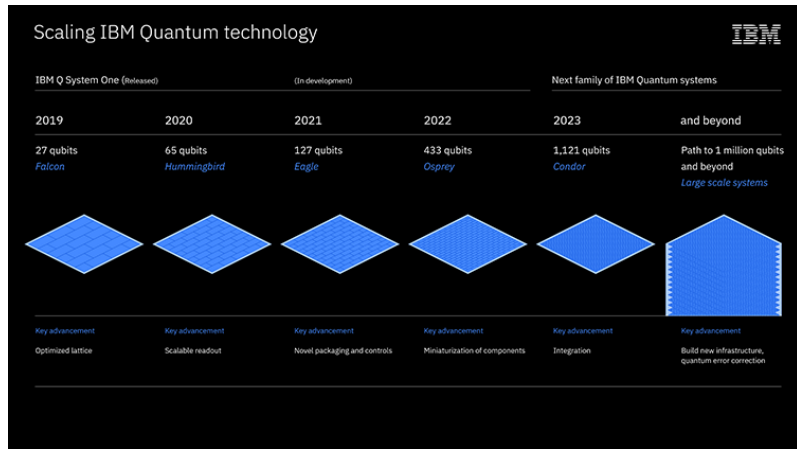 Scaling IBM Quantum technology
IBM
IBM Q System One (Released)
(In development)
Next family of IBM Quantum systems
2019
2020
2021
2022
2023
and beyond
27 qubits
Falcon
65 qubits
Hummingbird
127 qubits
Eagle
433 qubits
Osprey
1,121 qubits
Condor
Path to 1 million qubits
and beyond
Large scale systems
Key advancement
Optimized lattice
Key advancement
Scalable readout
Key advancement
Novel packaging and controls
Key advancement
Miniaturization of components
Key advancement
Integration
Key advancement
Build new infrastructure,
quantum error correction